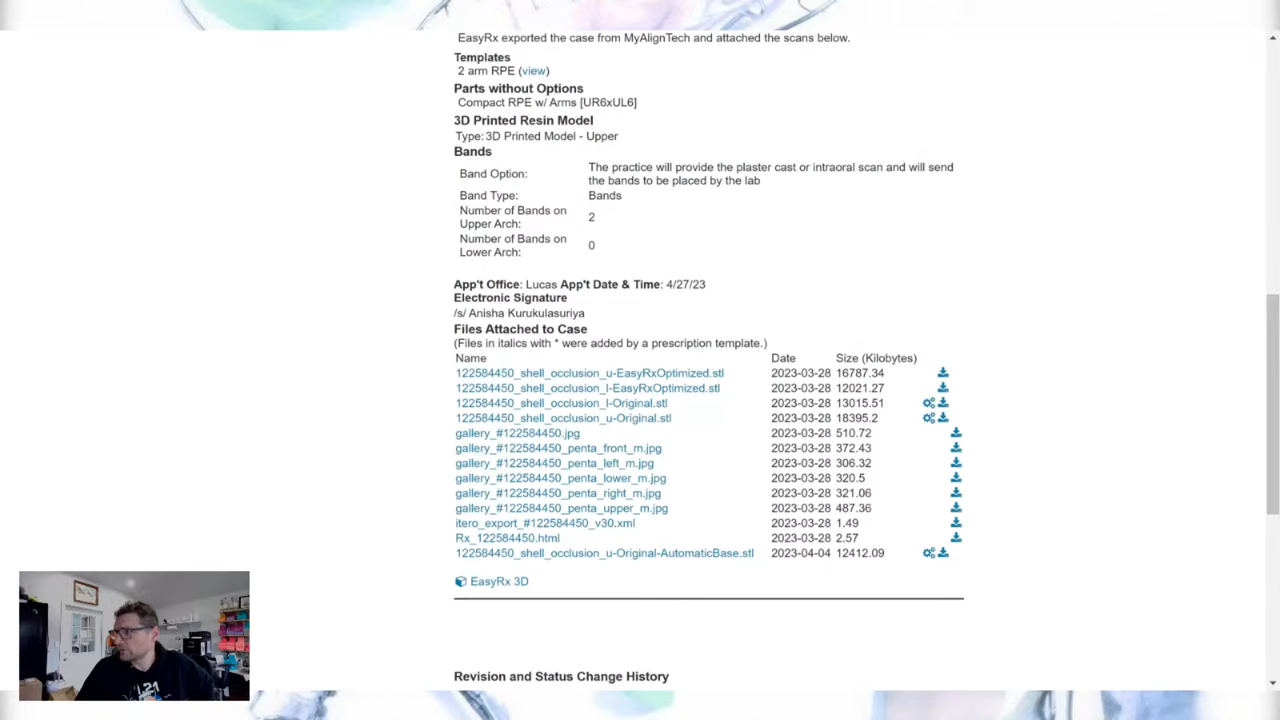 EasyRx exported the case from MyAlignTech and attached the scans below.
Templates
2 arm RPE (view)
Parts without Options
Compact RPE w/ Arms [UR6xUL6]
3D Printed Resin Model
Type: 3D Printed Model - Upper
Bands
Band Option: The practice will provide the plaster cast or intraoral scan and will send
the bands to be placed by the lab
Band Type: Bands
Number of Bands on
Upper Arch: 2
Number of Bands on
Lower Arch: 0
App't Office: Lucas App't Date & Time: 4/27/23
Electronic Signature
/s/ Anisha Kurukulasuriya
Files Attached to Case
(Files in italics with * were added by a prescription template.)
Name Date Size (Kilobytes)
122584450_shell_occlusion_u-EasyRxOptimized.stl 2023-03-28 16787.34
122584450_shell_occlusion_l-EasyRxOptimized.stl 2023-03-28 12021.27
122584450_shell_occlusion_l-Original.stl 2023-03-28 13015.51
122584450_shell_occlusion_u-Original.stl 2023-03-28 18395.2
gallery_#122584450.jpg 2023-03-28 510.72
gallery_#122584450_penta_front_m.jpg 2023-03-28 372.43
gallery_#122584450_penta_left_m.jpg 2023-03-28 306.32
gallery_#122584450_penta_lower_m.jpg 2023-03-28 320.5
gallery_#122584450_penta_right_m.jpg 2023-03-28 321.06
gallery_#122584450_penta_upper_m.jpg 2023-03-28 487.36
itero_export_#122584450_v30.xml 2023-03-28 1.49
Rx_122584450.html 2023-03-28 2.57
122584450_shell_occlusion_u-Original-AutomaticBase.stl 2023-04-04 12412.09
EasyRx 3D
Revision and Status Change History